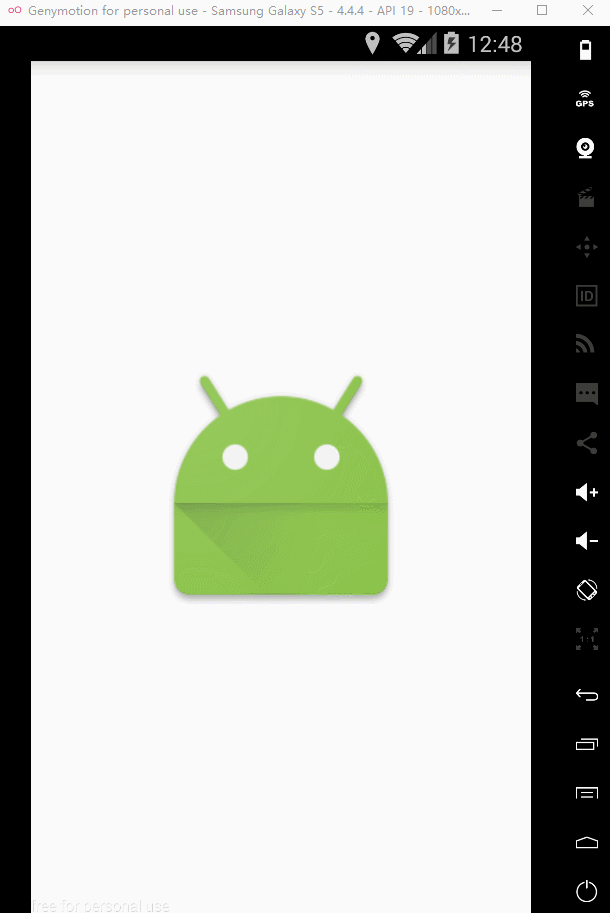 Genymotion for personal use - Samsung Galaxy S5 - 4.4.4 - API 19 - 1080x...
12:48
GPS
ID
1:1
free for personal use